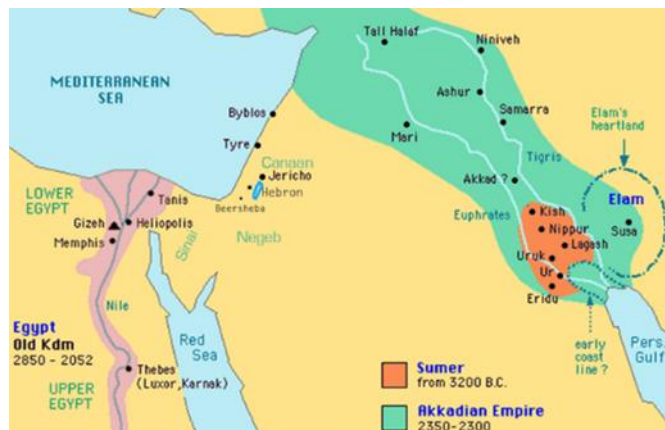 Tall Halaf
Niniveh
MEDITERRANEAN
SEA
Ashur
Samarra
Elam's
heartland
Byblos
Mari
Tyre
Tigris
Canaan
Jericho
Akkad ?
Elam
LOWER
EGYPT
Tanis
Hebron
Beersheba
Euphrates
Kish
Susa
Gizeh
Heliopolis
Nippur
Memphis
Sinai
Negeb
Lagash
Uruk
Ur
Eridu
Nile
Egypt
Old Kdm
2850 - 2052
Red
Sea
early
coast
line ?
Pers.
Gulf
Thebes
(Luxor,Karnak)
Sumer
from 3200 B.C.
UPPER
EGYPT
Akkadian Empire
2350-2300